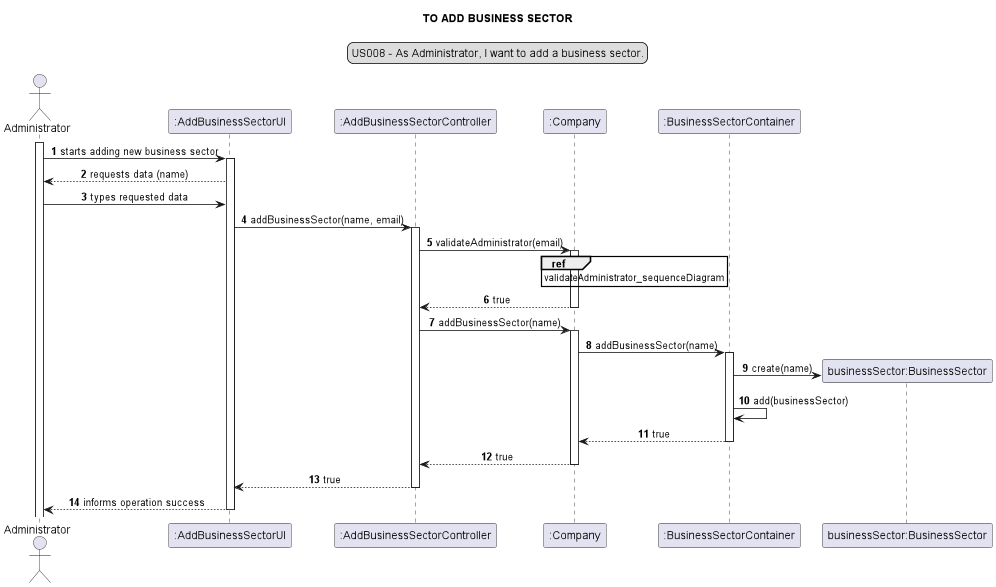 TO ADD BUSINESS SECTOR
US008 - As Administrator, I want to add a business sector.
Administrator
:AddBusinessSectorUI
:AddBusinessSectorController
:Company
:BusinessSectorContainer
1 starts adding new business sector
2 requests data (name)
3 types requested data
4 addBusinessSector(name, email)
5 validateAdministrator(email)
ref
validateAdministrator_sequenceDiagram
6 true
7 addBusinessSector(name)
8 addBusinessSector(name)
9 create(name)
businessSector:BusinessSector
10 add(businessSector)
11 true
12 true
13 true
14 informs operation success
Administrator
:AddBusinessSectorUI
:AddBusinessSectorController
:Company
:BusinessSectorContainer
businessSector:BusinessSector